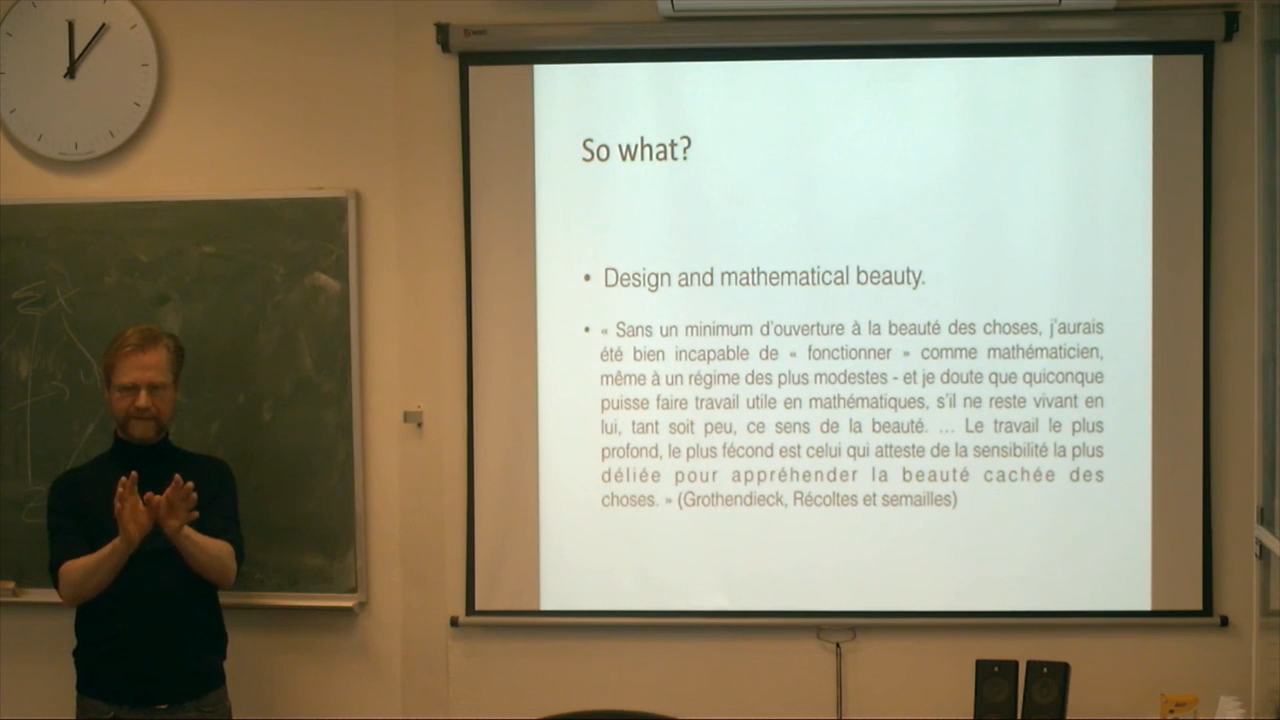 So what?
• Design and mathematical beauty.
• « Sans un minimum d'ouverture à la beauté des choses, j'aurais
été bien incapable de « fonctionner » comme mathématicien,
même à un régime des plus modestes - et je doute que quiconque
puisse faire travail utile en mathématiques, s'il ne reste vivant en
lui, tant soit peu, ce sens de la beauté. … Le travail le plus
profond, le plus fécond est celui qui atteste de la sensibilité la plus
déliée pour appréhender la beauté cachée des
choses. » (Grothendieck, Récoltes et semailles)